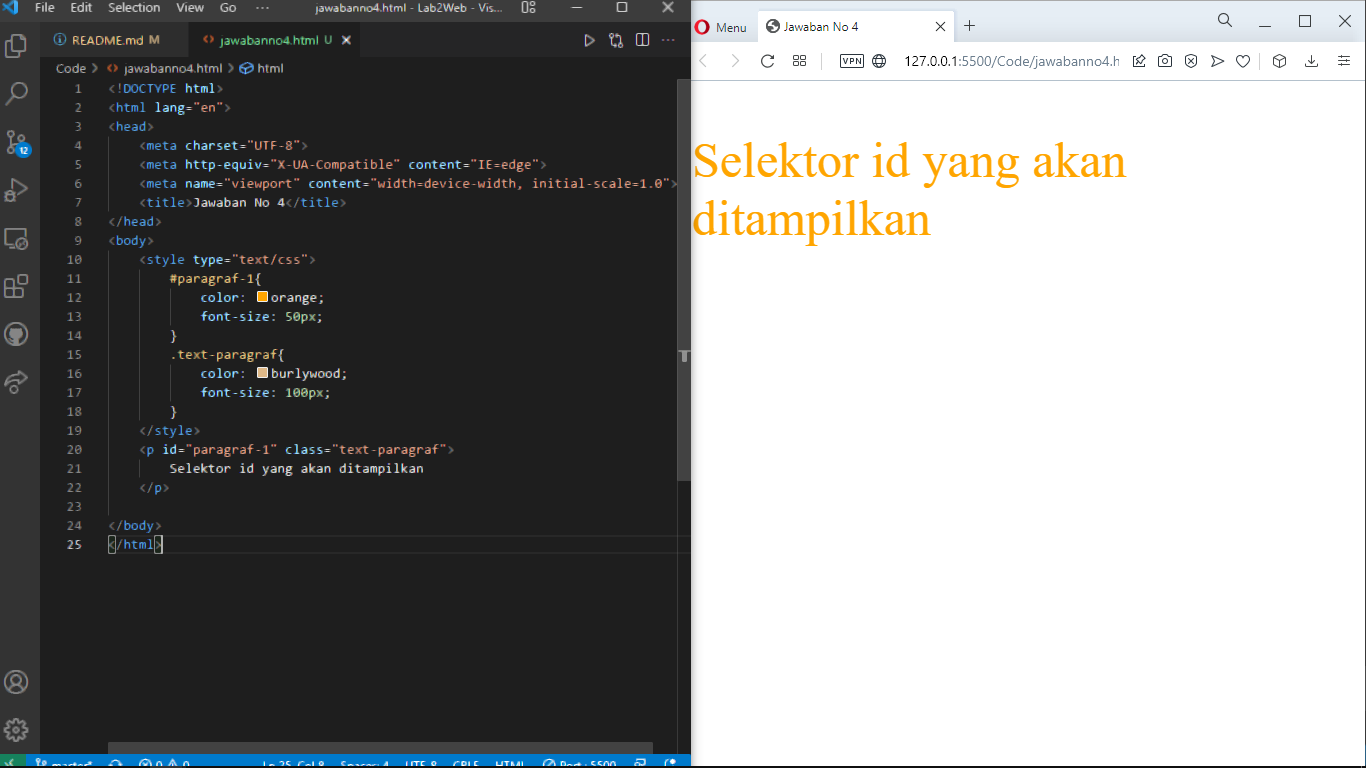 File Edit Selection View Go ··· jawabanno4.html - Lab2Web - Vis...
README.md M jawabanno4.html U
Code > jawabanno4.html > html
1 <!DOCTYPE html>
2 <html lang="en">
3 <head>
4 <meta charset="UTF-8">
5 <meta http-equiv="X-UA-Compatible" content="IE=edge">
6 <meta name="viewport" content="width=device-width, initial-scale=1.0">
7 <title>Jawaban No 4</title>
8 </head>
9 <body>
10 <style type="text/css">
11 #paragraf-1{
12 color: orange;
13 font-size: 50px;
14 }
15 .text-paragraf{
16 color: burlywood;
17 font-size: 100px;
18 }
19 </style>
20 <p id="paragraf-1" class="text-paragraf">
21 Selektor id yang akan ditampilkan
22 </p>
23
24 </body>
25 </html>
12
master* 0 0 Ln 25, Col 8 Spaces: 4 UTF-8 CRLF HTML Port : 5500
Menu Jawaban No 4
VPN 127.0.0.1:5500/Code/jawabanno4.h
Selektor id yang akan
ditampilkan